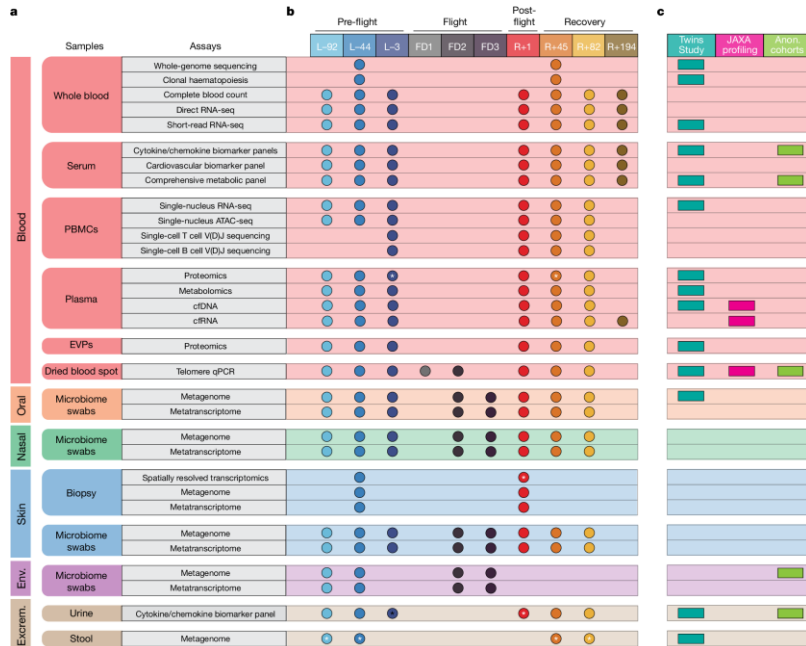 a
b
c
Pre-flight
Flight
Post-
flight
Recovery
Samples
Assays
L−92
L−44
L−3
FD1
FD2
FD3
R+1
R+45
R+82
R+194
Twins
Study
JAXA
profiling
Anon.
cohorts
Blood
Whole blood
Whole-genome sequencing
Clonal haematopoiesis
Complete blood count
Direct RNA-seq
Short-read RNA-seq
Serum
Cytokine/chemokine biomarker panels
Cardiovascular biomarker panel
Comprehensive metabolic panel
PBMCs
Single-nucleus RNA-seq
Single-nucleus ATAC-seq
Single-cell T cell V(D)J sequencing
Single-cell B cell V(D)J sequencing
Plasma
Proteomics
Metabolomics
cfDNA
cfRNA
EVPs
Proteomics
Dried blood spot
Telomere qPCR
Oral
Microbiome
swabs
Metagenome
Metatranscriptome
Nasal
Microbiome
swabs
Metagenome
Metatranscriptome
Skin
Biopsy
Spatially resolved transcriptomics
Metagenome
Metatranscriptome
Microbiome
swabs
Metagenome
Metatranscriptome
Env.
Microbiome
swabs
Metagenome
Metatranscriptome
Excrem.
Urine
Cytokine/chemokine biomarker panel
Stool
Metagenome